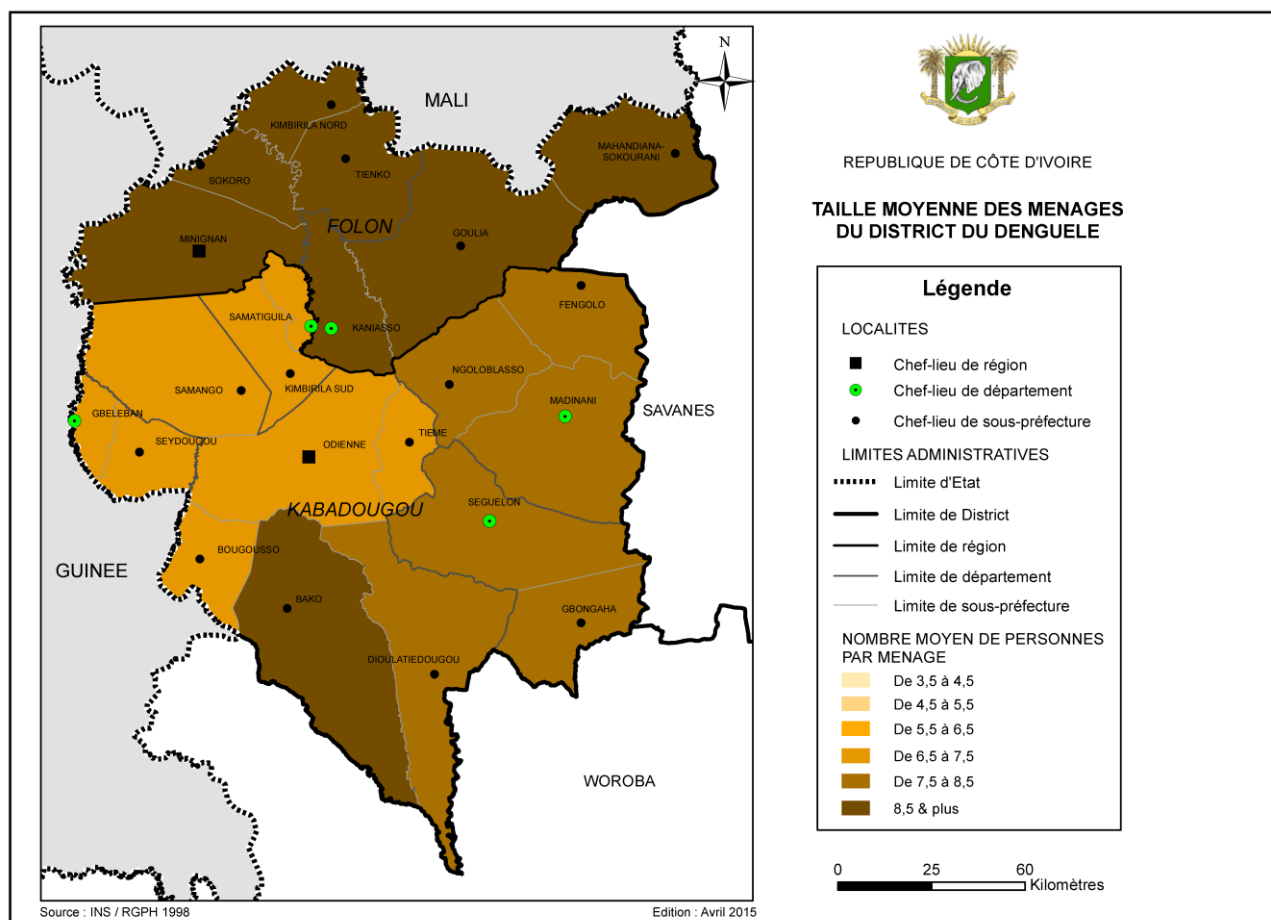 N
MALI
KIMBIRILA NORD
MAHANDIANA-
SOKOURANI
TIENKO
SOKORO
FOLON
MINIGNAN
GOULIA
FENGOLO
SAMATIGUILA
KANIASSO
NGOLOBLASSO
KIMBIRILA SUD
SAMANGO
MADINANI
SAVANES
GBELEBAN
SEYDOUGOU
ODIENNE
TIEME
SEGUELON
KABADOUGOU
BOUGOUSSO
GUINEE
BAKO
GBONGAHA
DIOULATIEDOUGOU
WOROBA
Source : INS / RGPH 1998
Edition : Avril 2015
REPUBLIQUE DE CÔTE D'IVOIRE
TAILLE MOYENNE DES MENAGES
DU DISTRICT DU DENGUELE
Légende
LOCALITES
Chef-lieu de région
Chef-lieu de département
Chef-lieu de sous-préfecture
LIMITES ADMINISTRATIVES
Limite d'Etat
Limite de District
Limite de région
Limite de département
Limite de sous-préfecture
NOMBRE MOYEN DE PERSONNES
PAR MENAGE
De 3,5 à 4,5
De 4,5 à 5,5
De 5,5 à 6,5
De 6,5 à 7,5
De 7,5 à 8,5
8,5 & plus
0 25 60
Kilomètres